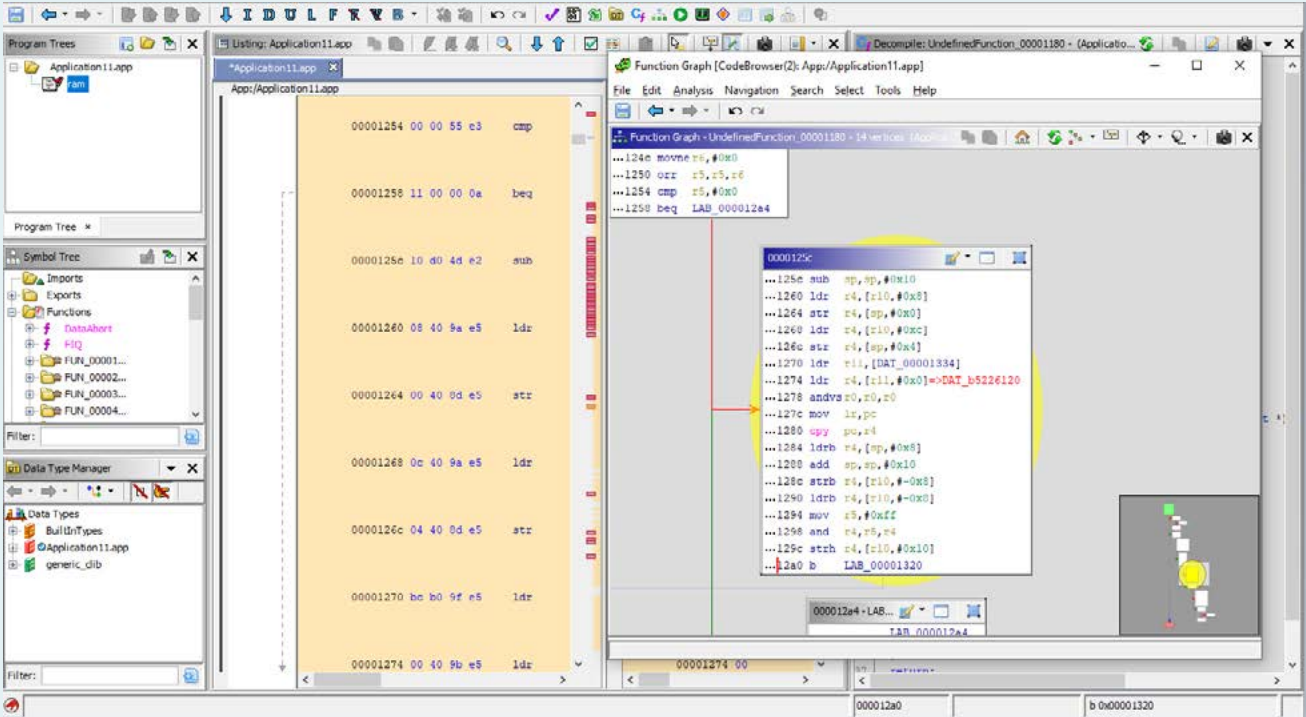 I D U L F R V B
Program Trees
Application11.app
ram
Program Tree
Symbol Tree
Imports
Exports
Functions
DataAbort
FIQ
FUN_00001...
FUN_00002...
FUN_00003...
FUN_00004...
Filter:
Data Type Manager
Data Types
BuiltInTypes
Application11.app
generic_clib
Filter:
Listing: Application11.app
*Application11.app
App:/Application11.app
00001254 00 00 55 e3 cmp
00001258 11 00 00 0a beq
0000125c 10 d0 4d e2 sub
00001260 08 40 9a e5 ldr
00001264 00 40 8d e5 str
00001268 0c 40 9a e5 ldr
0000126c 04 40 8d e5 str
00001270 bc b0 9f e5 ldr
00001274 00 40 9b e5 ldr
Decompile: UndefinedFunction_00001180 - (Applicatio...
Function Graph [CodeBrowser(2): App:/Application11.app]
File Edit Analysis Navigation Search Select Tools Help
Function Graph - UndefinedFunction_00001180 - 14 vertices
...124c movne r6,#0x0
...1250 orr r5,r5,r6
...1254 cmp r5,#0x0
...1258 beq LAB_000012a4
0000125c
...125c sub sp,sp,#0x10
...1260 ldr r4,[r10,#0x8]
...1264 str r4,[sp,#0x0]
...1268 ldr r4,[r10,#0xc]
...126c str r4,[sp,#0x4]
...1270 ldr r11,[DAT_00001334]
...1274 ldr r4,[r11,#0x0]=>DAT_b5226120
...1278 andvs r0,r0,r0
...127c mov lr,pc
...1280 cpy pc,r4
...1284 ldrb r4,[sp,#0x8]
...1288 add sp,sp,#0x10
...128c strb r4,[r10,#-0x8]
...1290 ldrb r4,[r10,#-0x8]
...1294 mov r5,#0xff
...1298 and r4,r5,r4
...129c strh r4,[r10,#0x10]
...12a0 b LAB_00001320
000012a4 - LAB...
LAB_000012a4
00001274 00
37 return;
000012a0
b 0x00001320